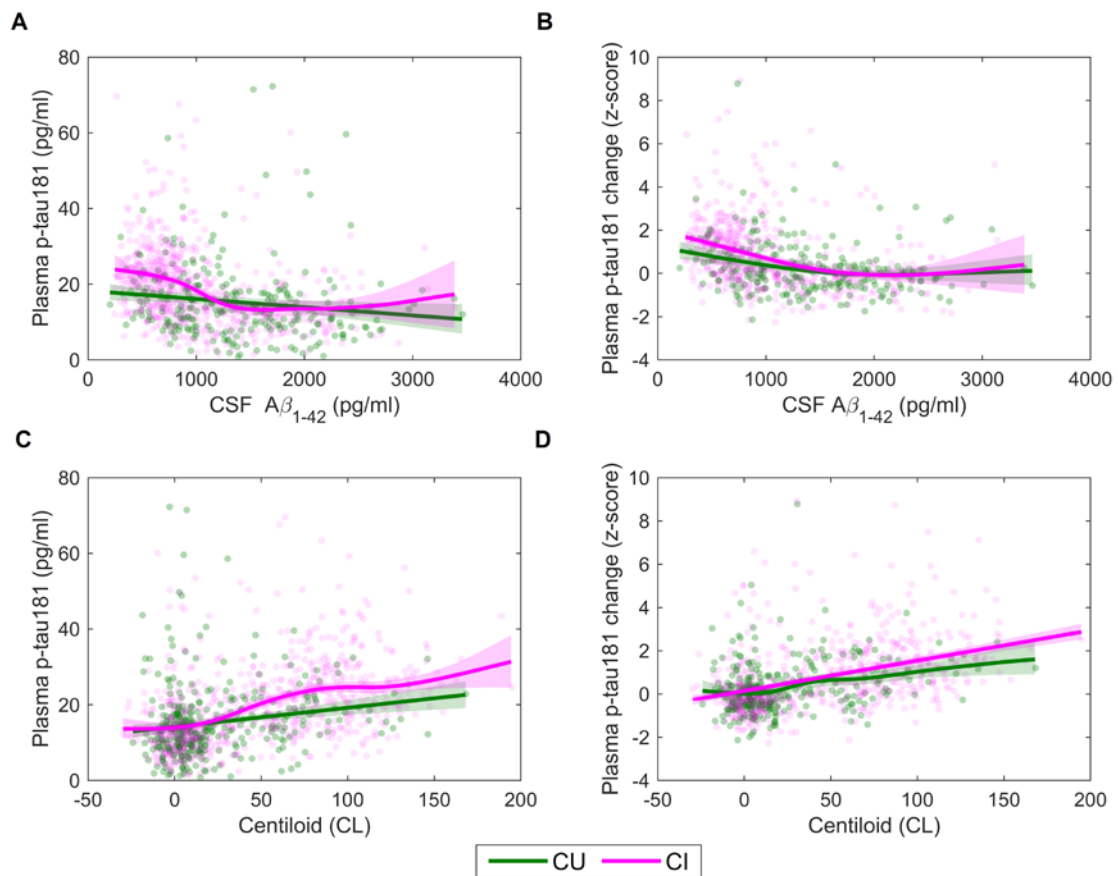 A
B
80
60
40
20
0
Plasma p-tau181 (pg/ml)
0 1000 2000 3000 4000
CSF Aβ1-42 (pg/ml)
10
8
6
4
2
0
-2
-4
Plasma p-tau181 change (z-score)
0 1000 2000 3000 4000
CSF Aβ1-42 (pg/ml)
C
D
80
60
40
20
0
Plasma p-tau181 (pg/ml)
-50 0 50 100 150 200
Centiloid (CL)
10
8
6
4
2
0
-2
-4
Plasma p-tau181 change (z-score)
-50 0 50 100 150 200
Centiloid (CL)
CU CI